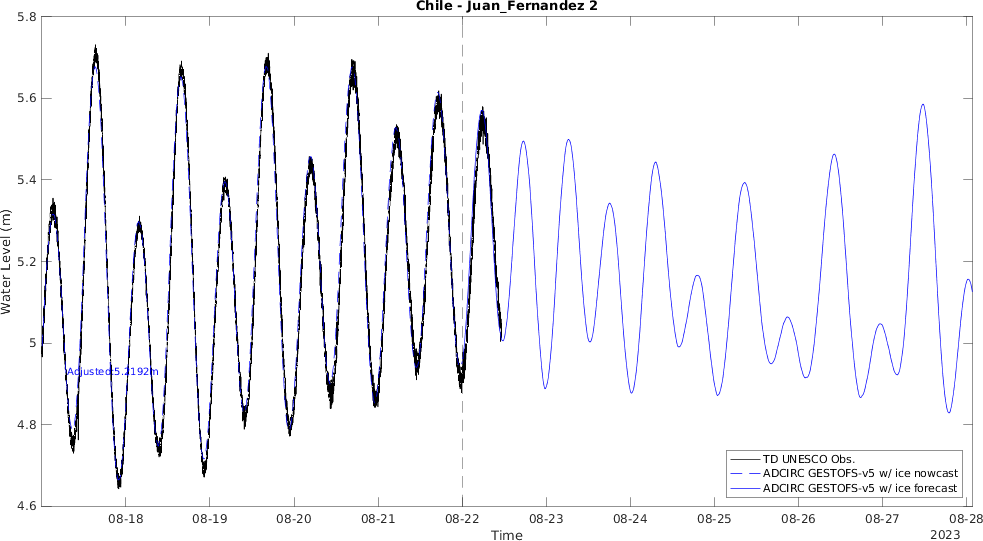 Chile - Juan_Fernandez 2
5.8
5.6
5.4
5.2
5
4.8
4.6
Water Level (m)
Adjusted:5.2192m
TD UNESCO Obs.
ADCIRC GESTOFS-v5 w/ ice nowcast
ADCIRC GESTOFS-v5 w/ ice forecast
08-18 08-19 08-20 08-21 08-22 08-23 08-24 08-25 08-26 08-27 08-28
Time
2023